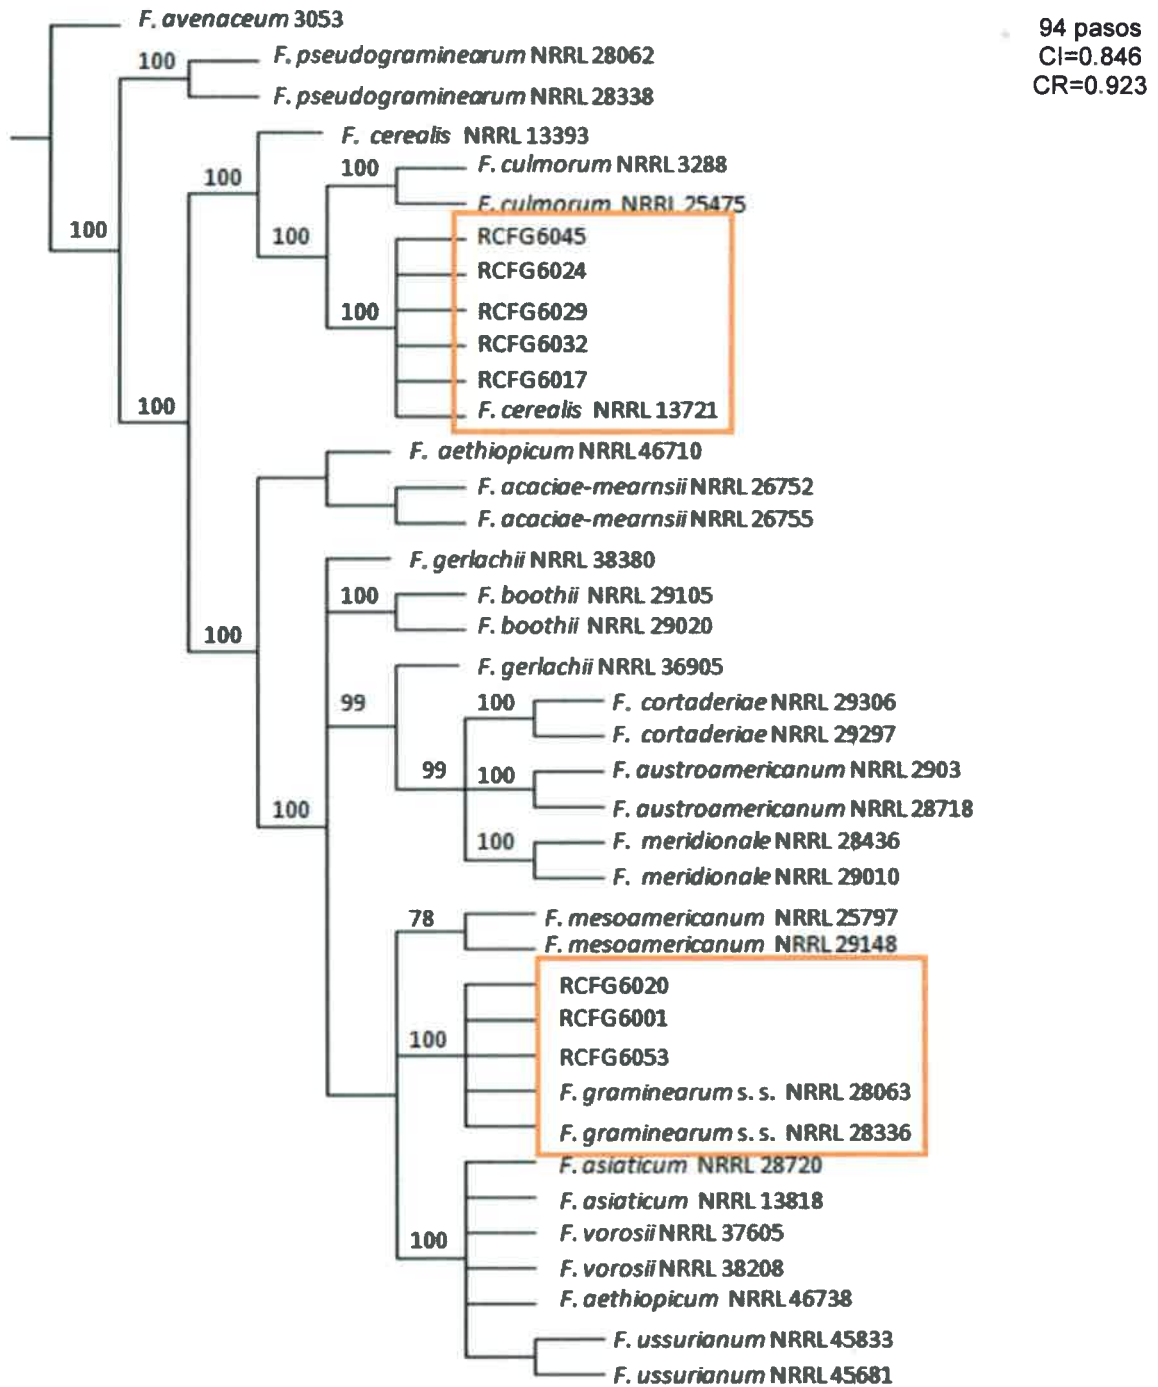 F. avenaceum 3053
94 pasos
CI=0.846
CR=0.923
100
F. pseudograminearum NRRL 28062
F. pseudograminearum NRRL 28338
F. cerealis NRRL 13393
100
F. culmorum NRRL 3288
100
F. culmorum NRRL 25475
100
100
RCFG6045
RCFG6024
100
RCFG6029
RCFG6032
RCFG6017
100
F. cerealis NRRL 13721
F. aethiopicum NRRL 46710
F. acaciae-mearnsii NRRL 26752
F. acaciae-mearnsii NRRL 26755
F. gerlachii NRRL 38380
100
F. boothii NRRL 29105
F. boothii NRRL 29020
100
F. gerlachii NRRL 36905
99
100
F. cortaderiae NRRL 29306
F. cortaderiae NRRL 29297
99
100
F. austroamericanum NRRL 2903
F. austroamericanum NRRL 28718
100
100
F. meridionale NRRL 28436
F. meridionale NRRL 29010
78
F. mesoamericanum NRRL 25797
F. mesoamericanum NRRL 29148
RCFG6020
RCFG6001
100
RCFG6053
F. graminearum s. s. NRRL 28063
F. graminearum s. s. NRRL 28336
F. asiaticum NRRL 28720
F. asiaticum NRRL 13818
F. vorosii NRRL 37605
100
F. vorosii NRRL 38208
F. aethiopicum NRRL 46738
F. ussurianum NRRL 45833
F. ussurianum NRRL 45681